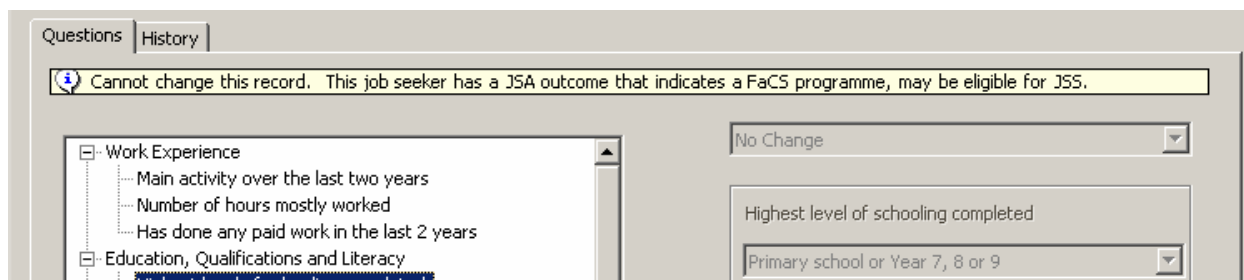 Questions History
Cannot change this record. This job seeker has a JSA outcome that indicates a FaCS programme, may be eligible for JSS.
No Change
Work Experience
Main activity over the last two years
Number of hours mostly worked
Has done any paid work in the last 2 years
Education, Qualifications and Literacy
Highest level of schooling completed
Primary school or Year 7, 8 or 9